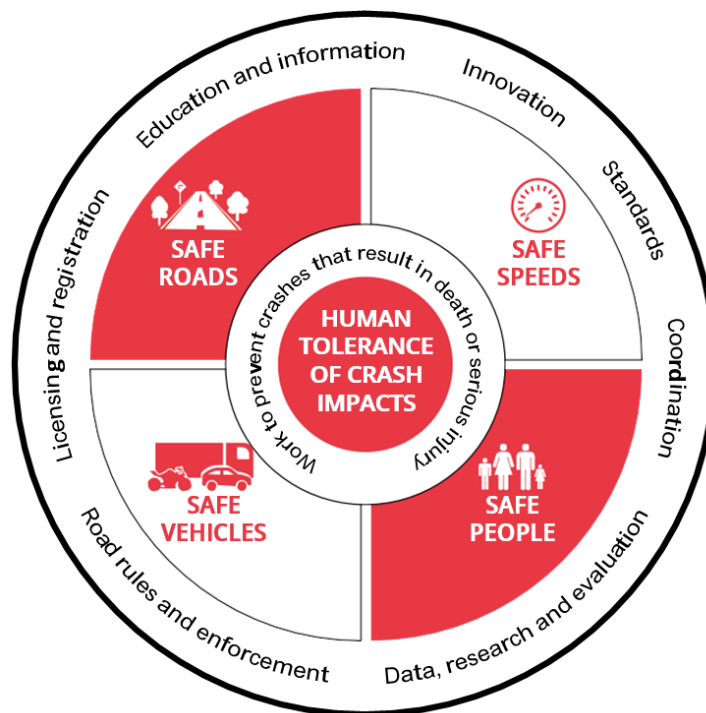 Education and information
Innovation
Standards
Coordination
Data, research and evaluation
Road rules and enforcement
Licensing and registration
SAFE
ROADS
SAFE
SPEEDS
Work to prevent crashes that result in death or serious injury
HUMAN
TOLERANCE
OF CRASH
IMPACTS
SAFE
VEHICLES
SAFE
PEOPLE